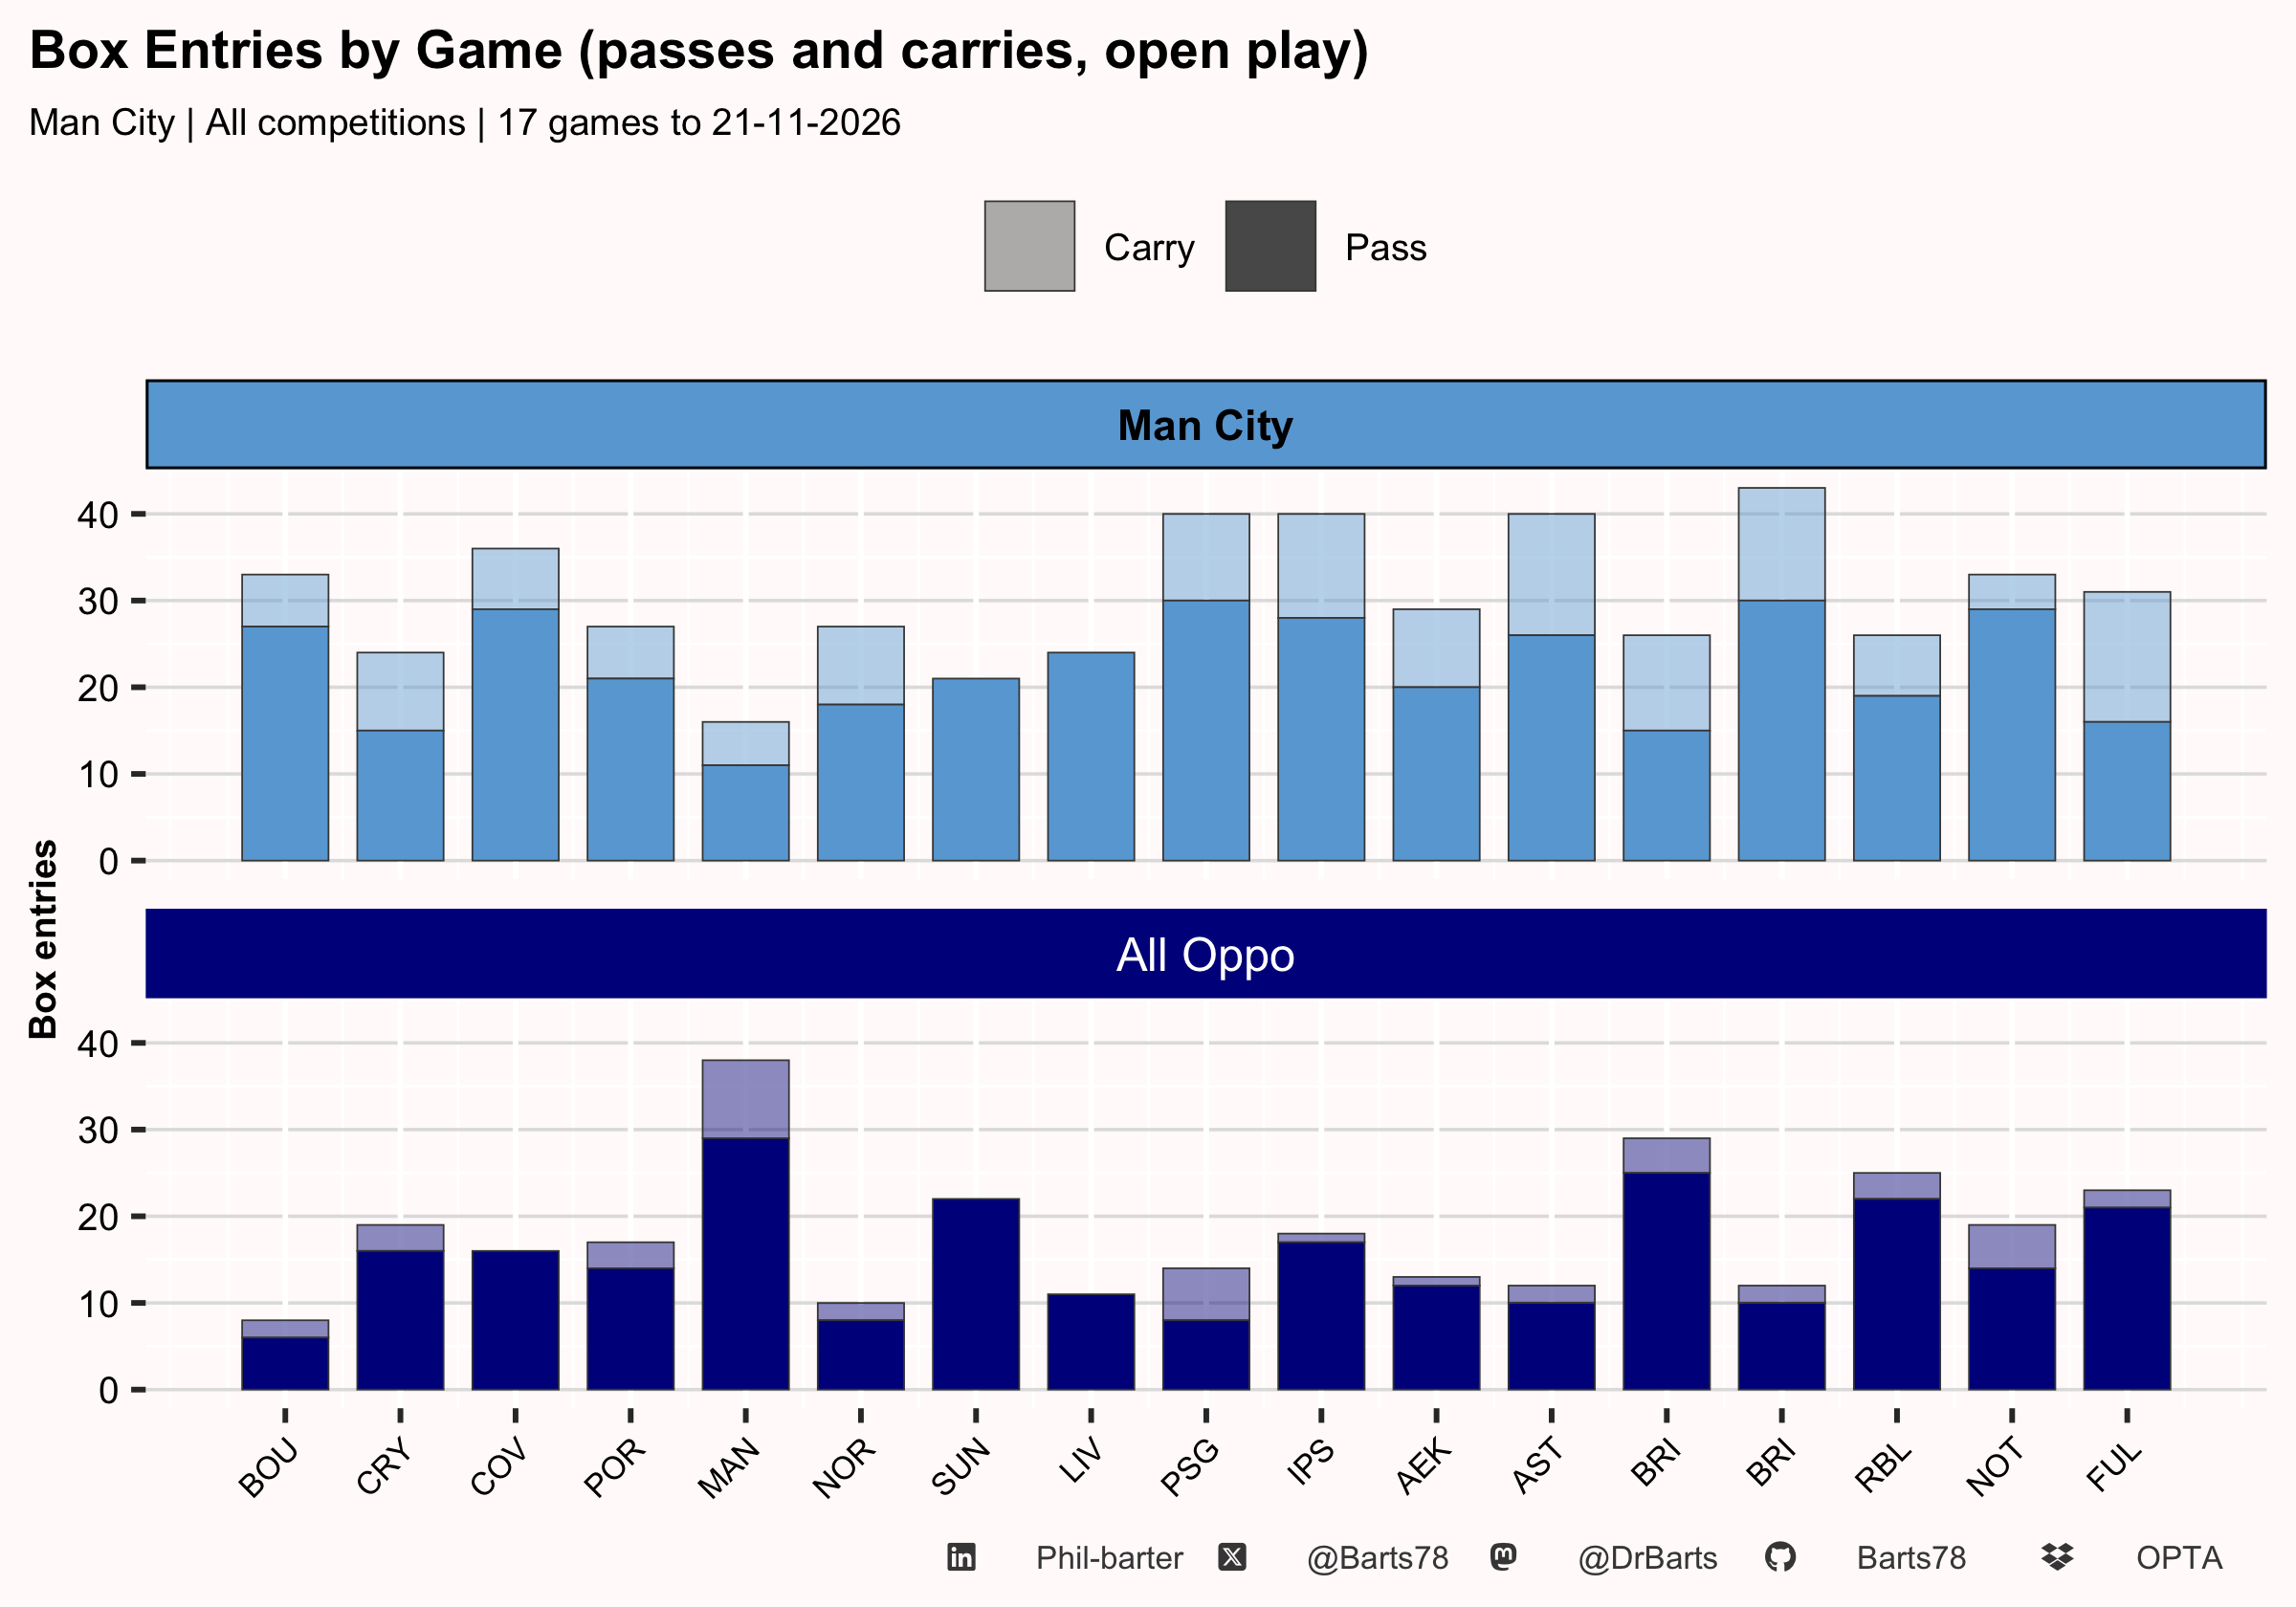 Box Entries by Game (passes and carries, open play)
Man City | All competitions | 17 games to 21-11-2026
Carry Pass
Man City
40
30
20
10
0
Box entries
All Oppo
40
30
20
10
0
BOU CRY COV POR MAN NOR SUN LIV PSG IPS AEK AST BRI BRI RBL NOT FUL
Phil-barter @Barts78 @DrBarts Barts78 OPTA